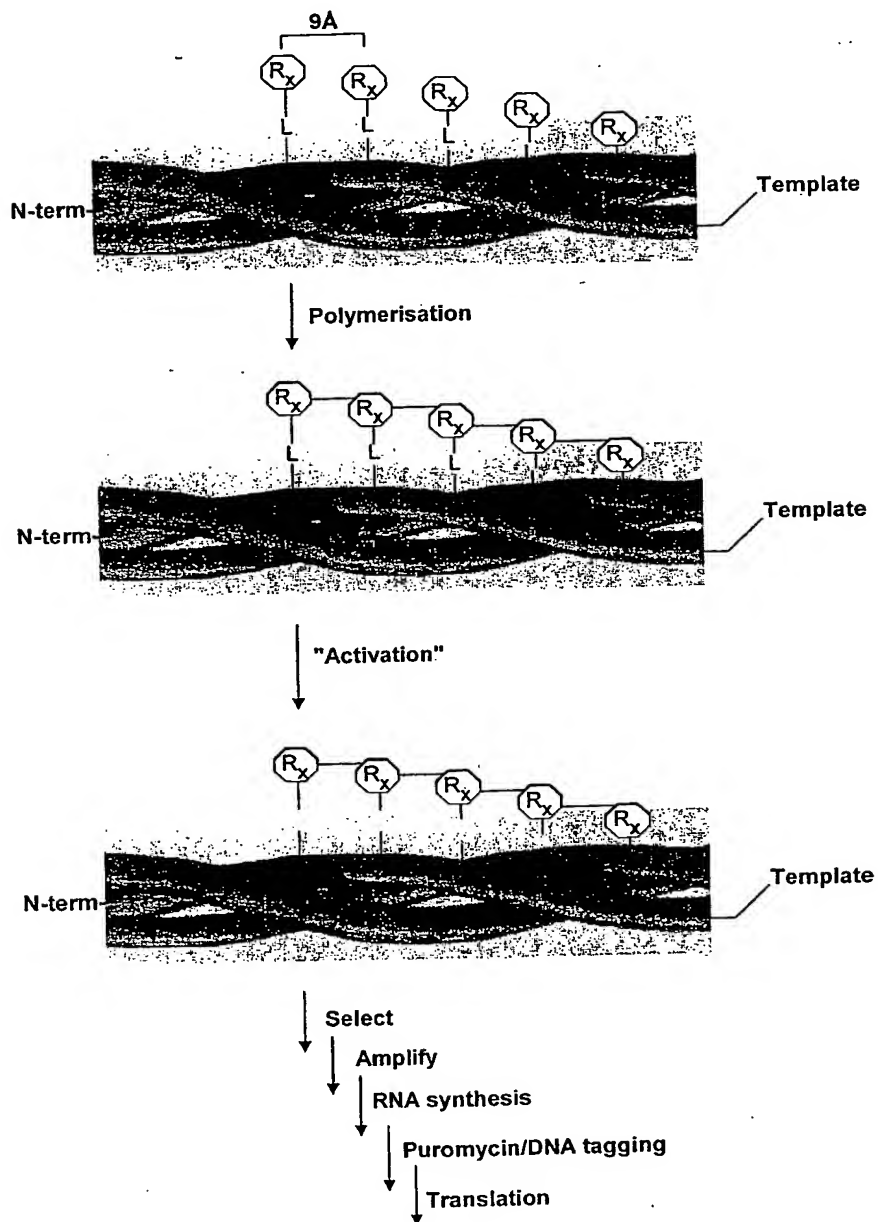 9Å
Rx Rx Rx Rx Rx
L L L L
N-term
Template
Polymerisation
Rx Rx Rx Rx Rx
L L L L
N-term
Template
"Activation"
Rx Rx Rx Rx Rx
N-term
Template
Select
Amplify
RNA synthesis
Puromycin/DNA tagging
Translation